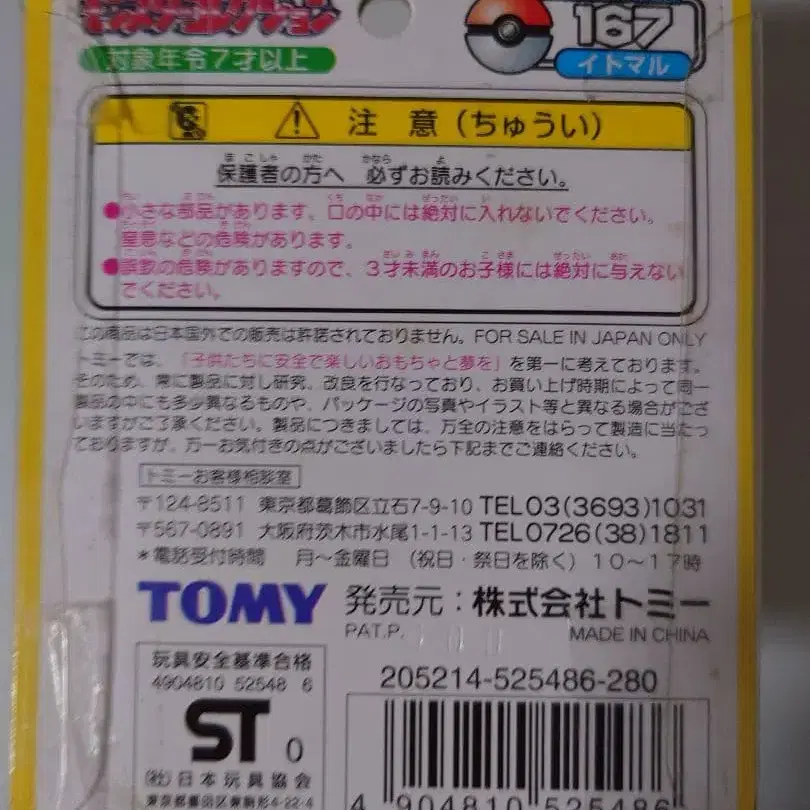 167
対象年令7才以上
イトマル
注 意 (ちゅうい)
保護者の方へ 必ずお読みください。
●小さな部品があります。口の中には絶対に入れないでください。
窒息などの危険があります。
●誤飲の危険がありますので、3才未満のお子様には絶対に与えない
でください。
この商品は日本国外での販売は許諾されておりません。FOR SALE IN JAPAN ONLY
トミーでは、「子供たちに安全で楽しいおもちゃと夢を」を第一に考えております。
そのため、常に製品に対し研究、改良を行なっており、お買い上げ時期によって同一
製品の中にも多少異なるものや、パッケージの写真やイラスト等と異なる場合がござ
いますがご了承ください。製品につきましては、万全の注意をはらって製造に当たっ
ておりますが、万一お気付きの点がございましたら下記までご連絡ください。
トミーお客様相談室
〒124-8511 東京都葛飾区立石7-9-10 TEL03(3693)1031
〒567-0891 大阪府茨木市水尾1-1-13 TEL0726(38)1811
*電話受付時間 月〜金曜日 (祝日・祭日を除く) 10〜17時
TOMY 発売元:株式会社トミー
PAT.P. MADE IN CHINA
玩具安全基準合格
4904810 52548 6
205214-525486-280
ST 0
(社)日本玩具協会
東京都墨田区東駒形4-22-4
4 904810 525486